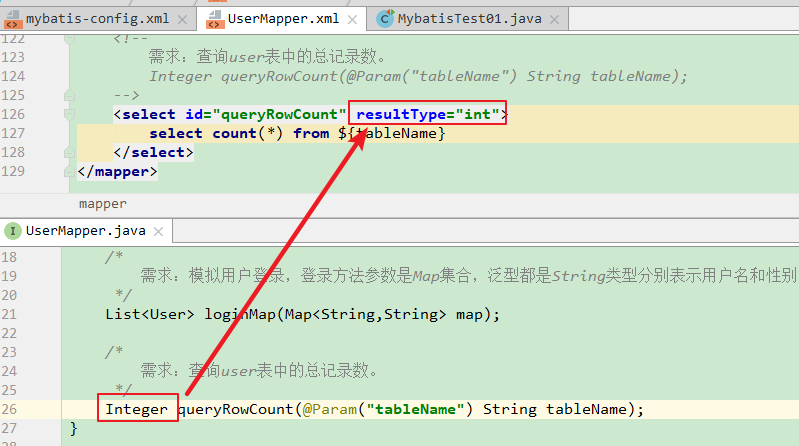 mybatis-config.xml × UserMapper.xml × MybatisTest01.java ×
122 <!--
123 需求：查询user表中的总记录数。
124 Integer queryRowCount(@Param("tableName") String tableName);
125 -->
126 <select id="queryRowCount" resultType="int">
127 select count(*) from ${tableName}
128 </select>
129 </mapper>
mapper
I UserMapper.java ×
18 /*
19 需求：模拟用户登录，登录方法参数是Map集合，泛型都是String类型分别表示用户名和性别
20 */
21 List<User> loginMap(Map<String,String> map);
22
23 /*
24 需求：查询user表中的总记录数。
25 */
26 Integer queryRowCount(@Param("tableName") String tableName);
27 }